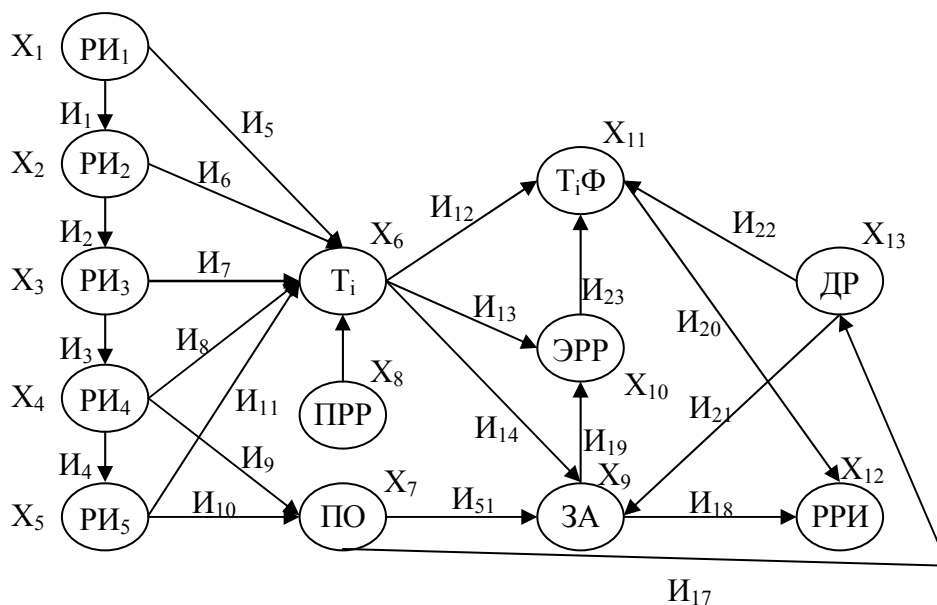 X₁ РИ₁
И₁ И₅
X₂ РИ₂ И₆ X₁₁ TᵢФ
И₂ И₁₂ И₂₂
X₃ РИ₃ И₇ X₆ Tᵢ X₁₃ ДР
И₁₃ И₂₃ И₂₀
И₃ И₈ ЭРР
X₈ X₁₀
X₄ РИ₄ И₁₁ ПРР И₂₁
И₁₄
И₄ И₉ И₁₉
X₇ X₉ X₁₂
X₅ РИ₅ И₁₀ ПО И₅₁ ЗА И₁₈ РРИ
И₁₇